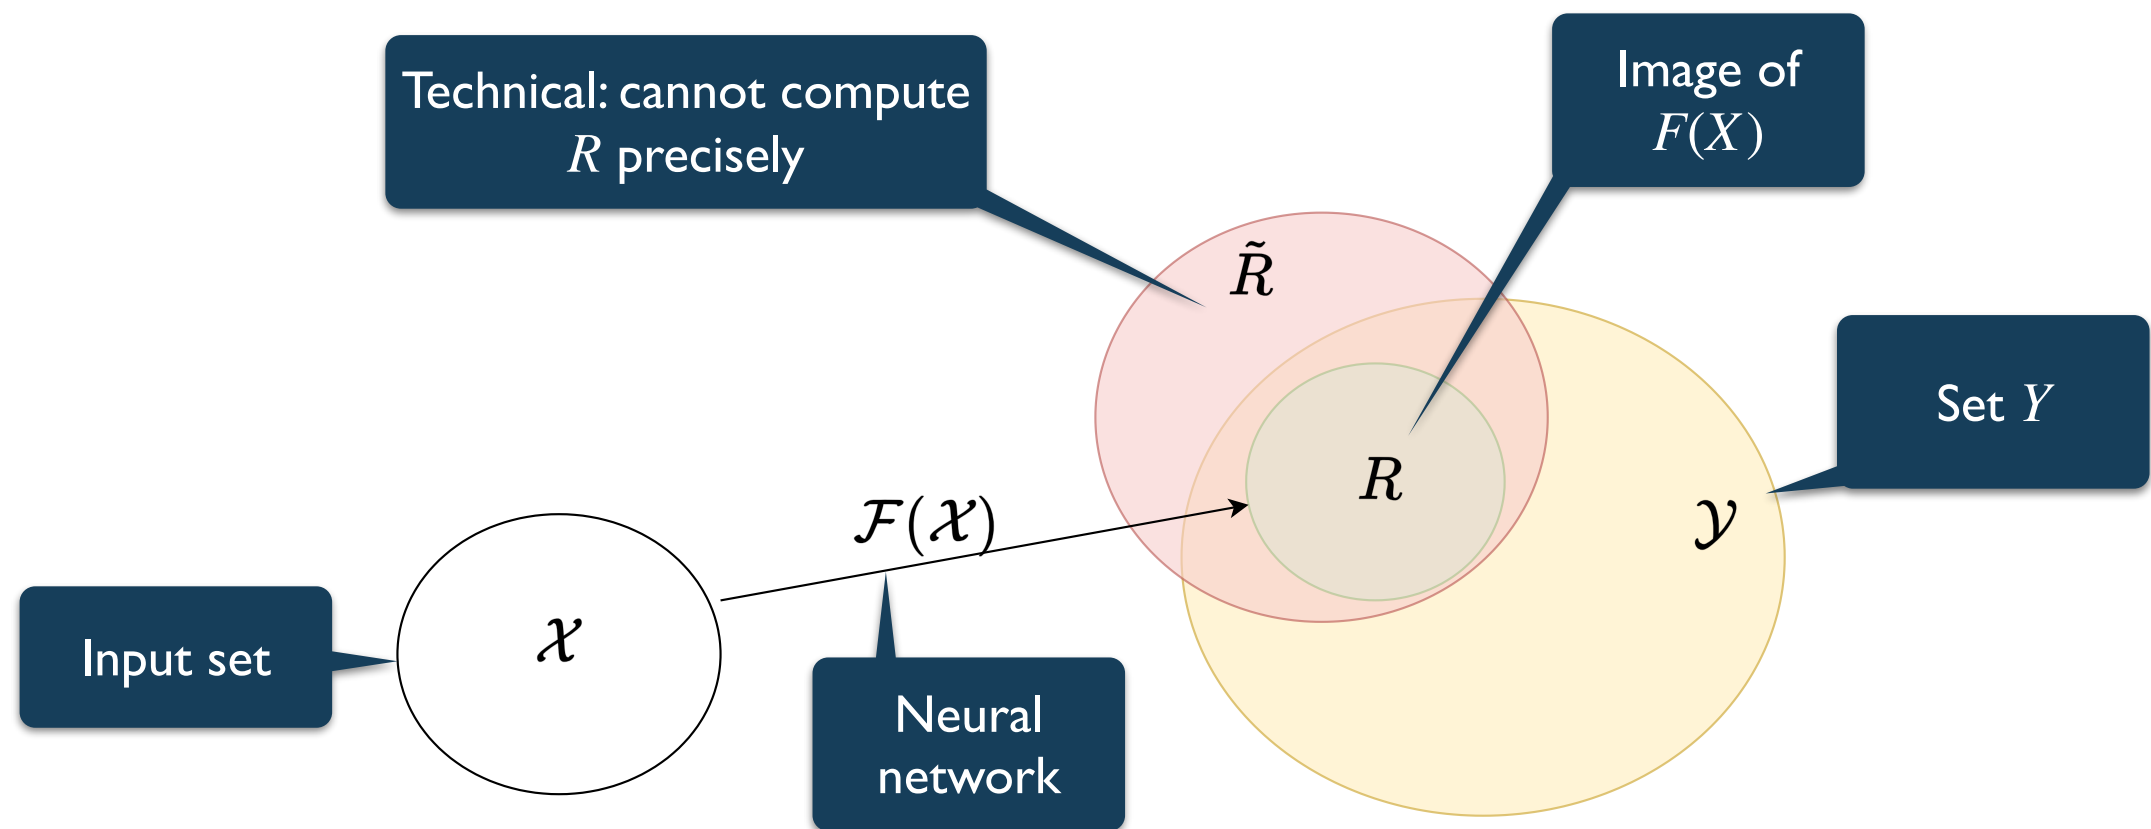 Technical: cannot compute
R precisely
Image of
F(X)
R̃
Set Y
R
𝓕(𝓧)
𝓨
Input set
𝓧
Neural
network